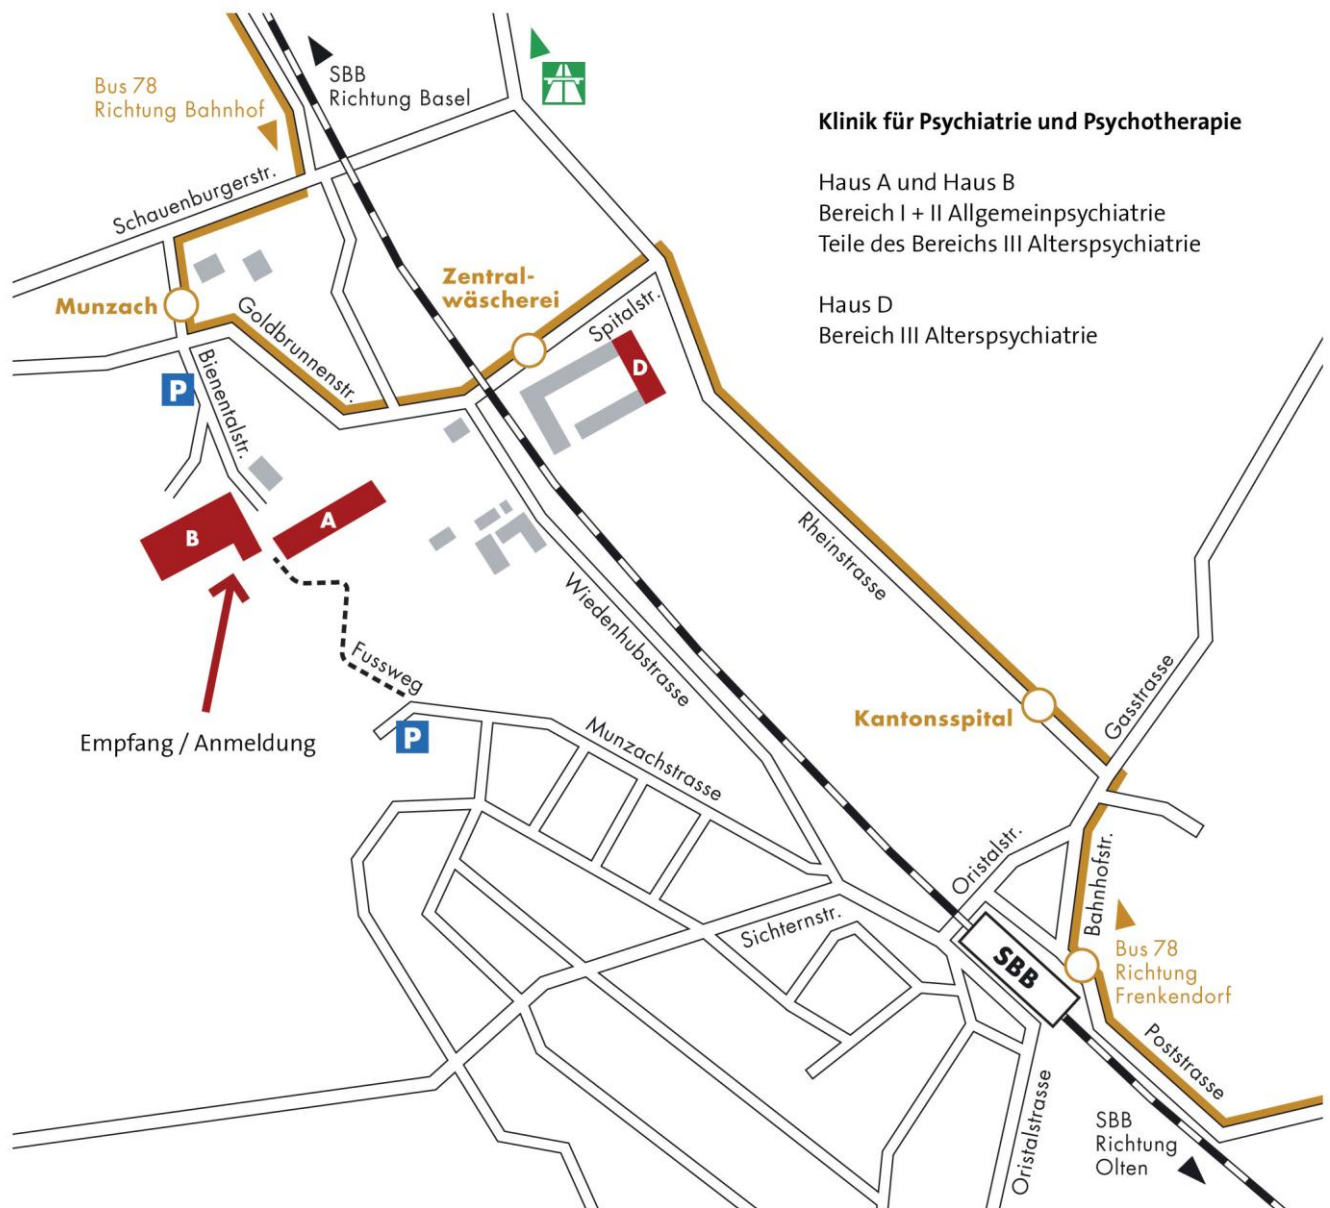 Bus 78
Richtung Bahnhof
SBB
Richtung Basel
Klinik für Psychiatrie und Psychotherapie
Haus A und Haus B
Bereich I + II Allgemeinpsychiatrie
Teile des Bereichs III Alterspsychiatrie
Haus D
Bereich III Alterspsychiatrie
Schauenburgerstr.
Munzach
Goldbrunnenstr.
Zentral-
wäscherei
Spitalstr.
D
P
Bienentalstr.
B
A
Rheinstrasse
Wiedenhubstrasse
Fussweg
Empfang / Anmeldung
P
Munzachstrasse
Kantonsspital
Gasstrasse
Oristalstr.
Bahnhofstr.
Sichternstr.
SBB
Bus 78
Richtung
Frenkendorf
Poststrasse
Oristalstrasse
SBB
Richtung
Olten